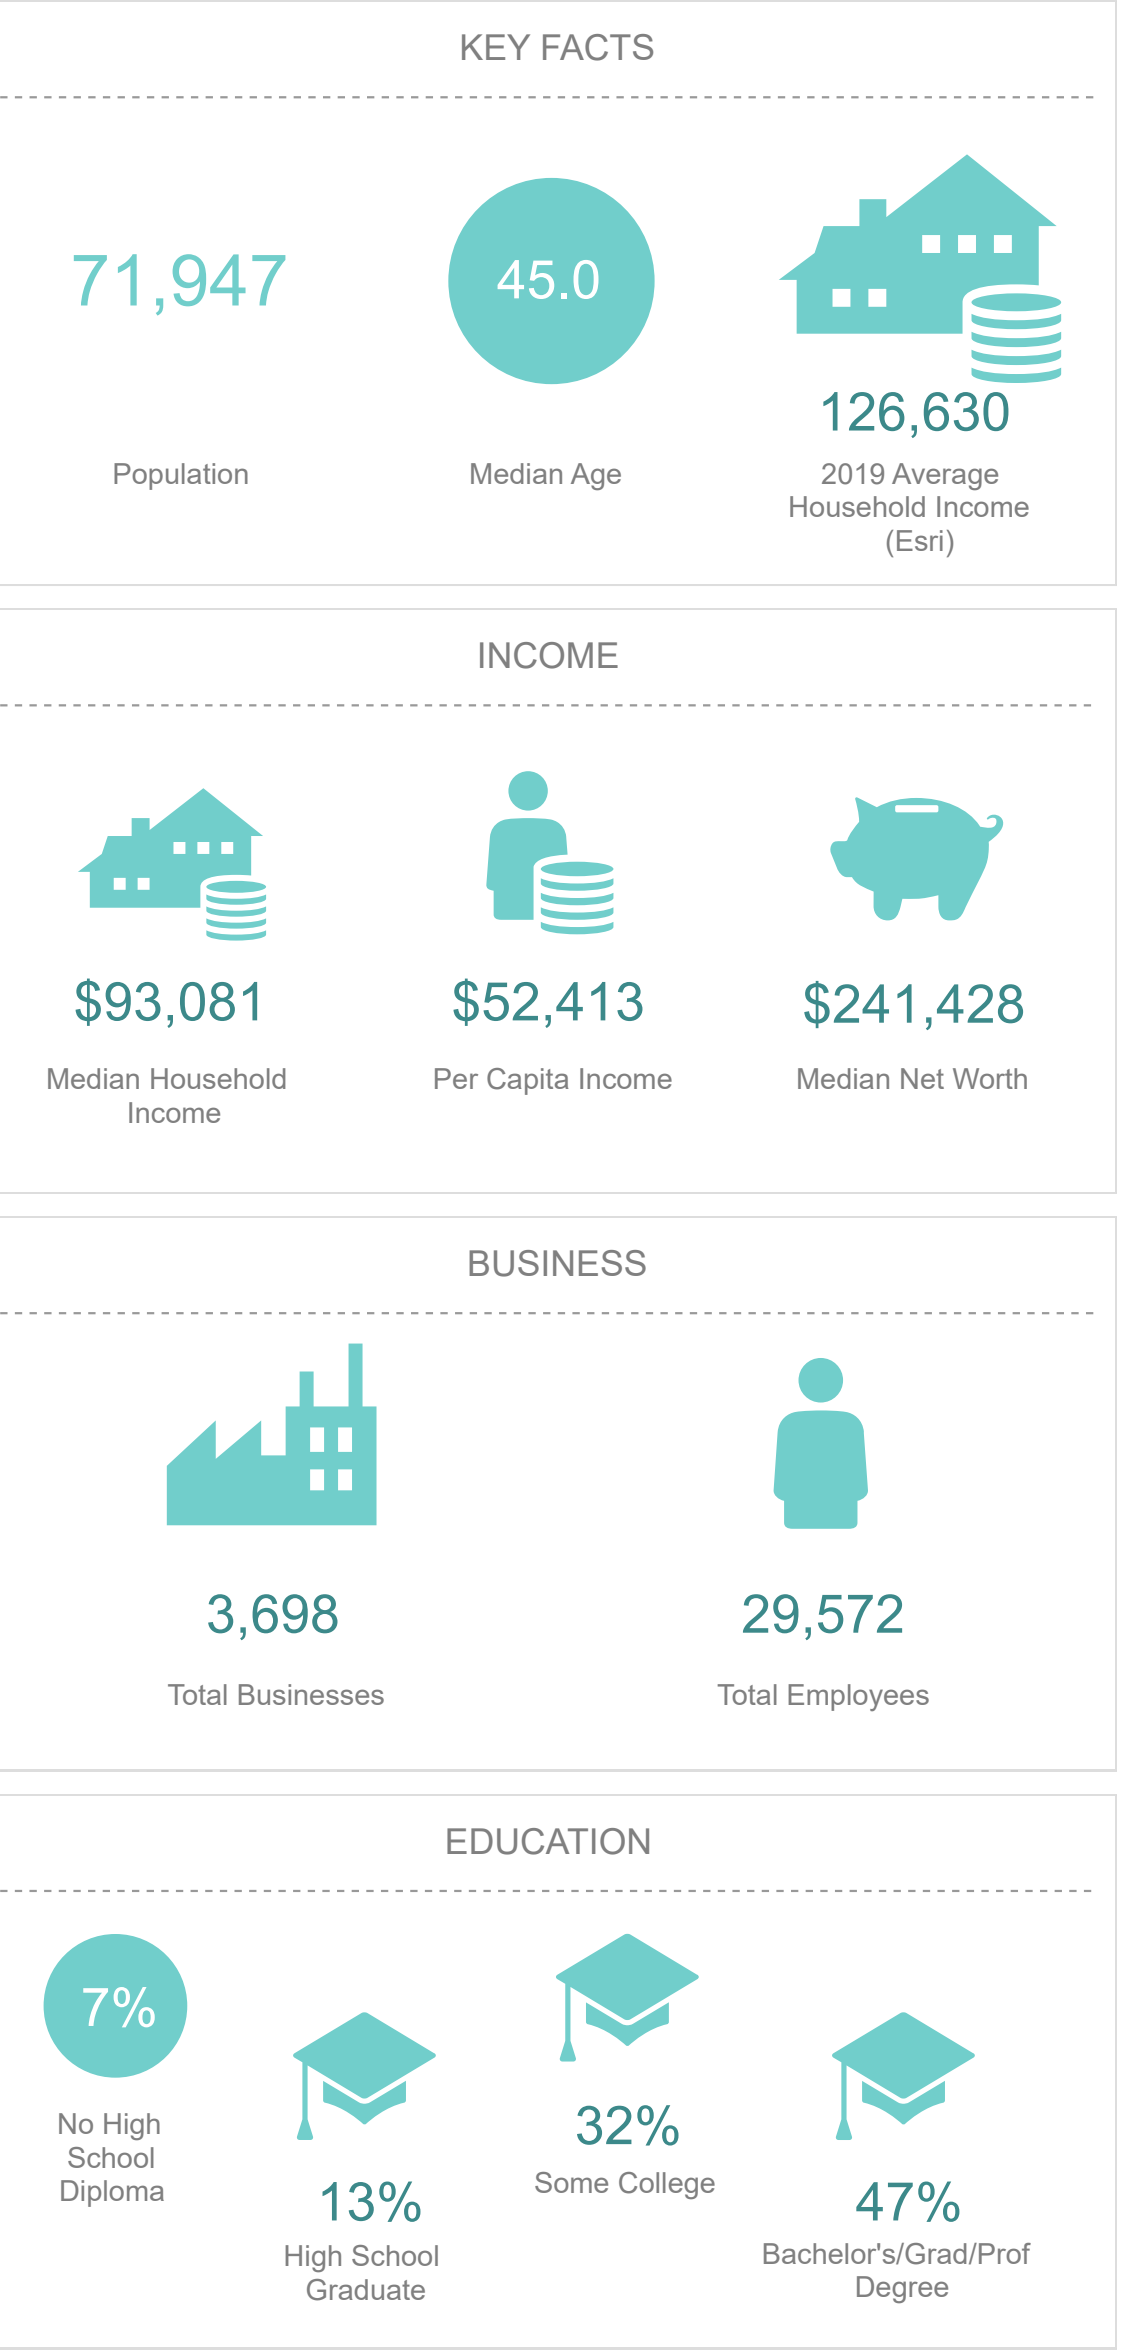 KEY FACTS
71,947
45.0
126,630
Population
Median Age
2019 Average
Household Income
(Esri)
INCOME
$93,081
$52,413
$241,428
Median Household
Income
Per Capita Income
Median Net Worth
BUSINESS
3,698
29,572
Total Businesses
Total Employees
EDUCATION
7%
No High
School
Diploma
13%
High School
Graduate
32%
Some College
47%
Bachelor's/Grad/Prof
Degree